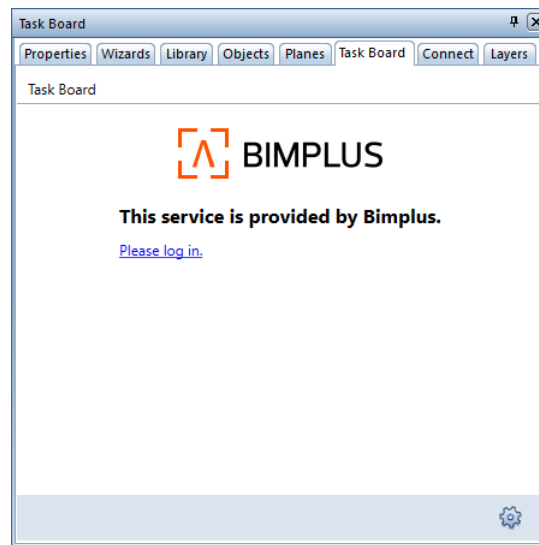 Task Board
Properties Wizards Library Objects Planes Task Board Connect Layers
Task Board
BIMPLUS
This service is provided by Bimplus.
Please log in.